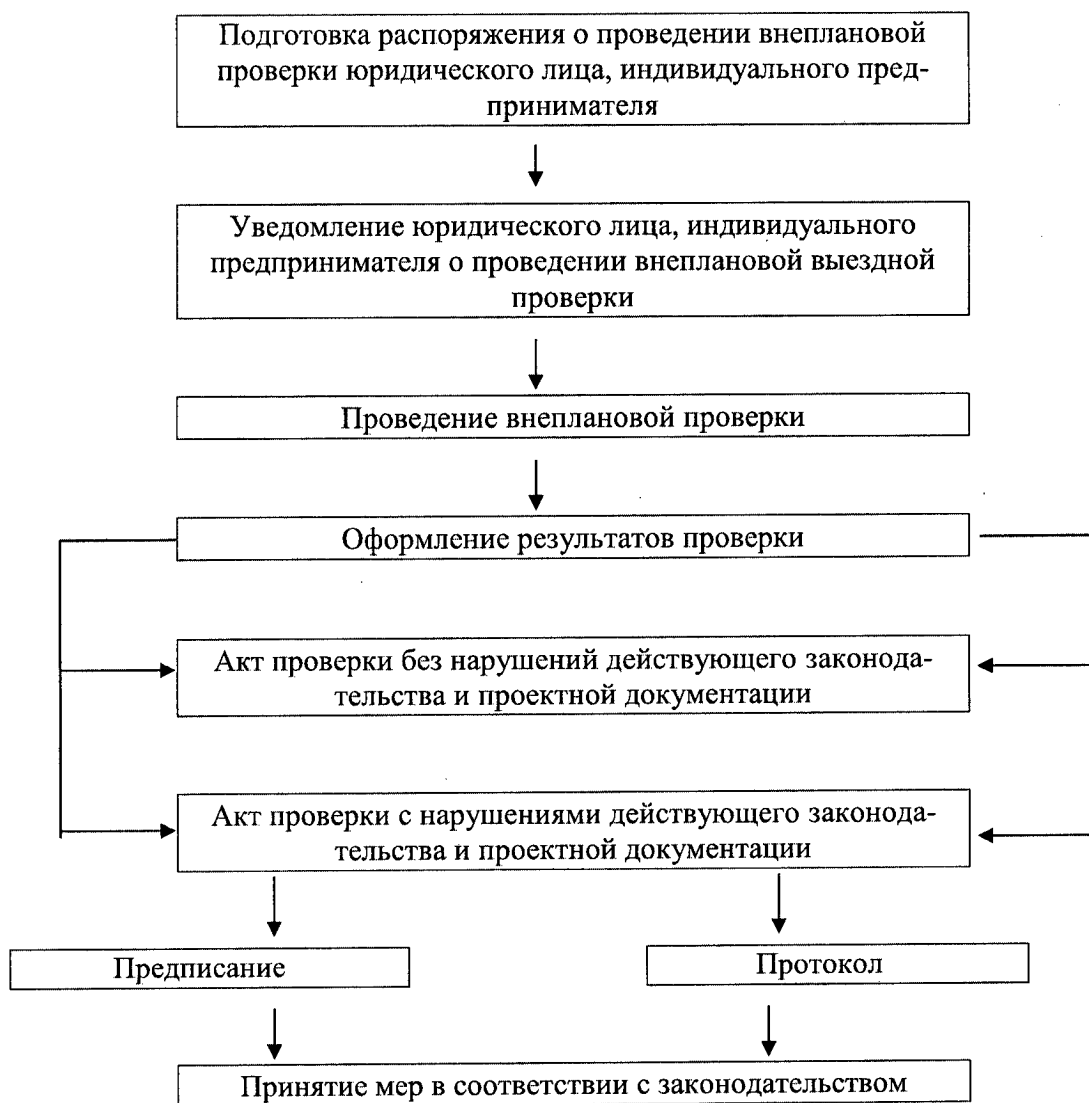 Подготовка распоряжения о проведении внеплановой
проверки юридического лица, индивидуального пред-
принимателя
Уведомление юридического лица, индивидуального
предпринимателя о проведении внеплановой выездной
проверки
Проведение внеплановой проверки
Оформление результатов проверки
Акт проверки без нарушений действующего законода-
тельства и проектной документации
Акт проверки с нарушениями действующего законода-
тельства и проектной документации
Предписание
Протокол
Принятие мер в соответствии с законодательством